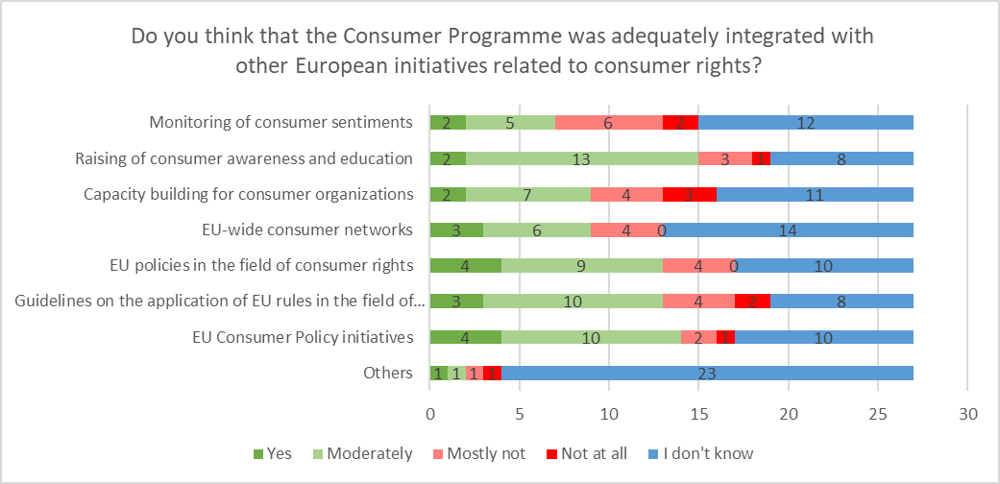 Do you think that the Consumer Programme was adequately integrated with
other European initiatives related to consumer rights?
Monitoring of consumer sentiments 2 5 6 2 12
Raising of consumer awareness and education 2 13 3 1 8
Capacity building for consumer organizations 2 7 4 3 11
EU-wide consumer networks 3 6 4 0 14
EU policies in the field of consumer rights 4 9 4 0 10
Guidelines on the application of EU rules in the field of… 3 10 4 2 8
EU Consumer Policy initiatives 4 10 2 1 10
Others 1 1 1 1 23
0 5 10 15 20 25 30
Yes Moderately Mostly not Not at all I don't know